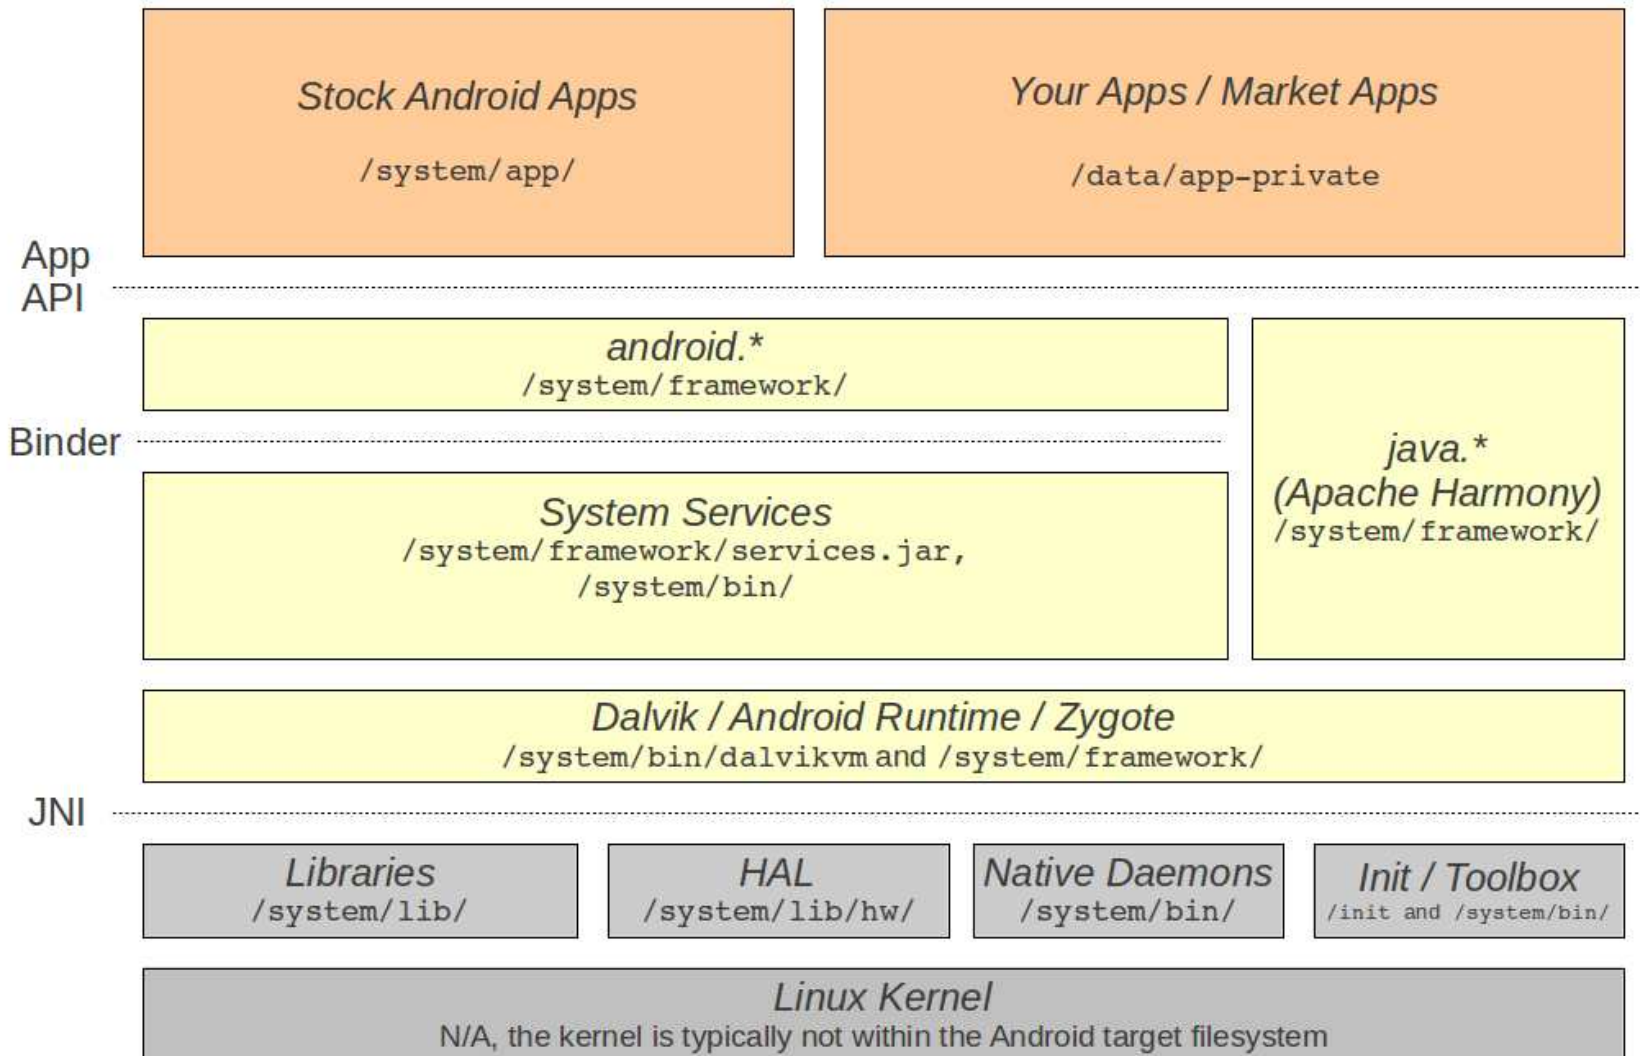 Stock Android Apps
/system/app/
Your Apps / Market Apps
/data/app-private
App
API
android.*
/system/framework/
Binder
java.*
(Apache Harmony)
/system/framework/
System Services
/system/framework/services.jar,
/system/bin/
Dalvik / Android Runtime / Zygote
/system/bin/dalvikvm and /system/framework/
JNI
Libraries
/system/lib/
HAL
/system/lib/hw/
Native Daemons
/system/bin/
Init / Toolbox
/init and /system/bin/
Linux Kernel
N/A, the kernel is typically not within the Android target filesystem